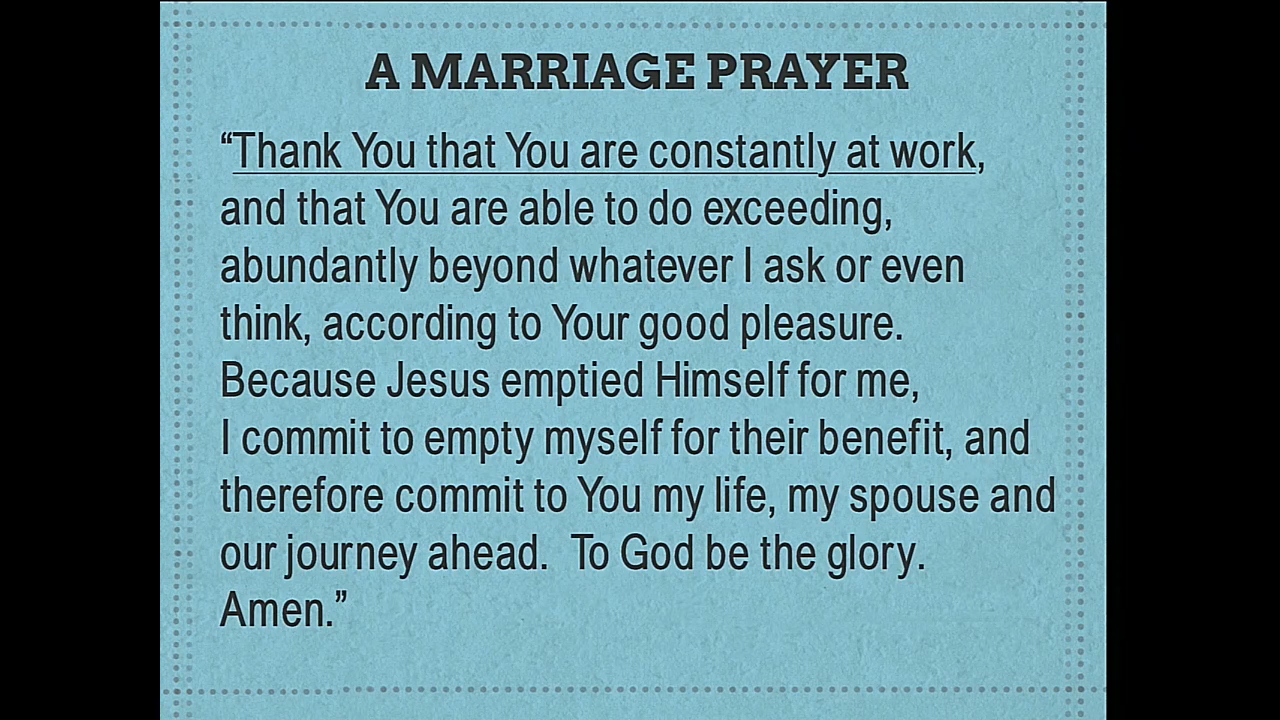 A MARRIAGE PRAYER
“Thank You that You are constantly at work,
and that You are able to do exceeding,
abundantly beyond whatever I ask or even
think, according to Your good pleasure.
Because Jesus emptied Himself for me,
I commit to empty myself for their benefit, and
therefore commit to You my life, my spouse and
our journey ahead.  To God be the glory.
Amen.”